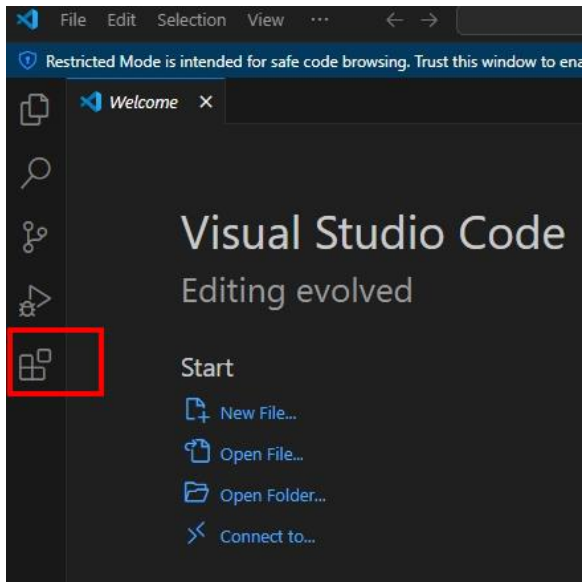 File Edit Selection View ...
Restricted Mode is intended for safe code browsing. Trust this window to ena
Welcome
Visual Studio Code
Editing evolved
Start
New File...
Open File...
Open Folder...
Connect to...